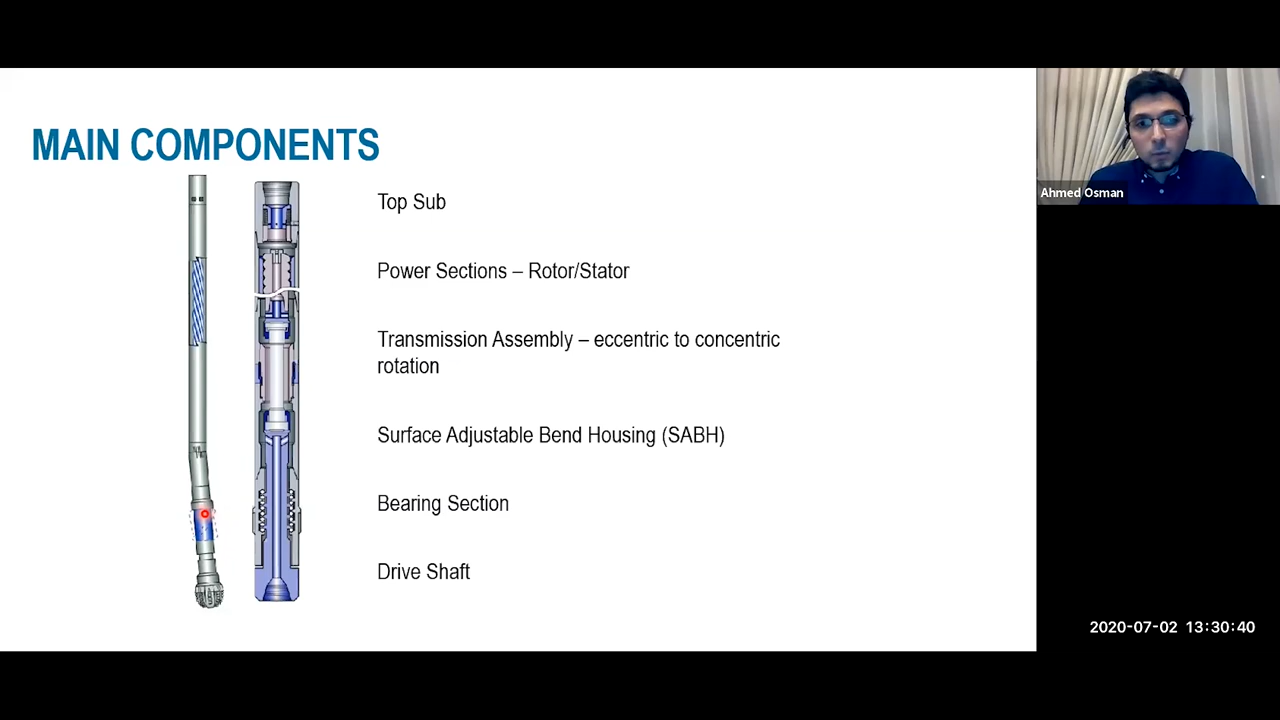 MAIN COMPONENTS
Top Sub
Power Sections – Rotor/Stator
Transmission Assembly – eccentric to concentric
rotation
Surface Adjustable Bend Housing (SABH)
Bearing Section
Drive Shaft
Ahmed Osman
2020-07-02 13:30:40